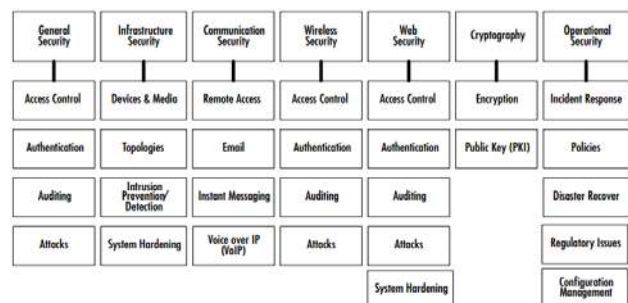 General
Security
Infrastructure
Security
Communication
Security
Wireless
Security
Web
Security
Cryptography
Operational
Security
Access Control
Devices & Media
Remote Access
Access Control
Access Control
Encryption
Incident Response
Authentication
Topologies
Email
Authentication
Authentication
Public Key (PKI)
Policies
Auditing
Intrusion
Prevention/
Detection
Instant Messaging
Auditing
Auditing
Disaster Recover
Attacks
System Hardening
Voice over IP
(VoIP)
Attacks
Attacks
Regulatory Issues
System Hardening
Configuration
Management